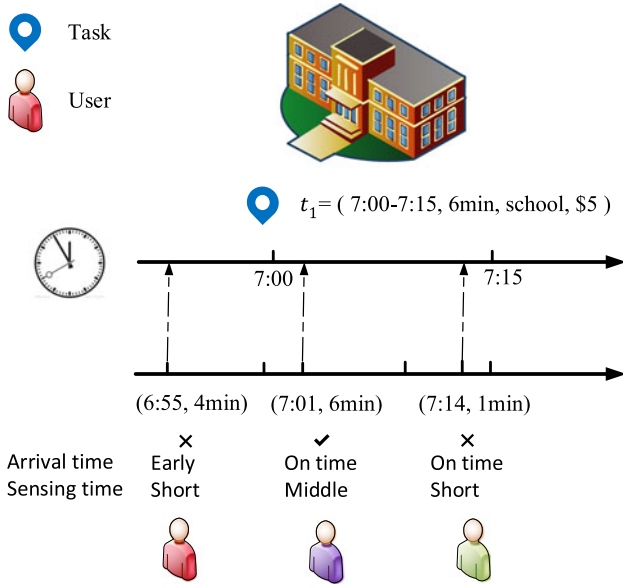 Task
User
t₁= ( 7:00-7:15, 6min, school, $5 )
7:00 7:15
(6:55, 4min) (7:01, 6min) (7:14, 1min)
× ✓ ×
Arrival time Early On time On time
Sensing time Short Middle Short